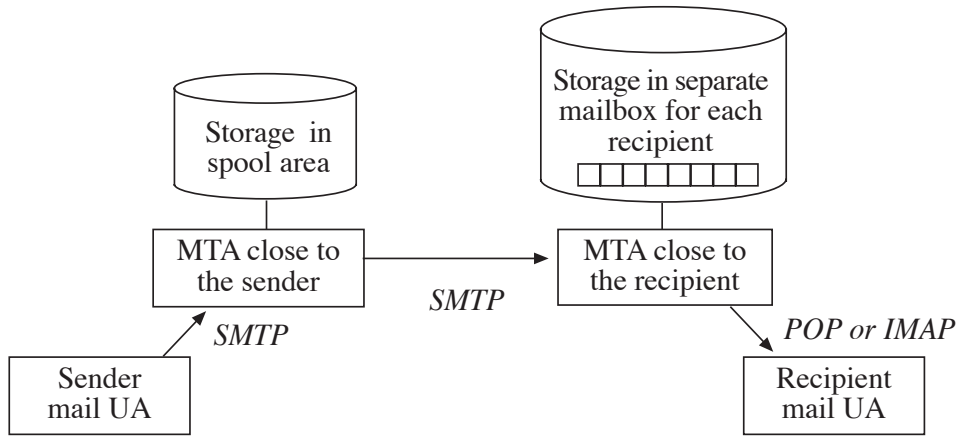 Storage in
spool area
Storage in separate
mailbox for each
recipient
MTA close to
the sender
MTA close to
the recipient
SMTP
SMTP
POP or IMAP
Sender
mail UA
Recipient
mail UA